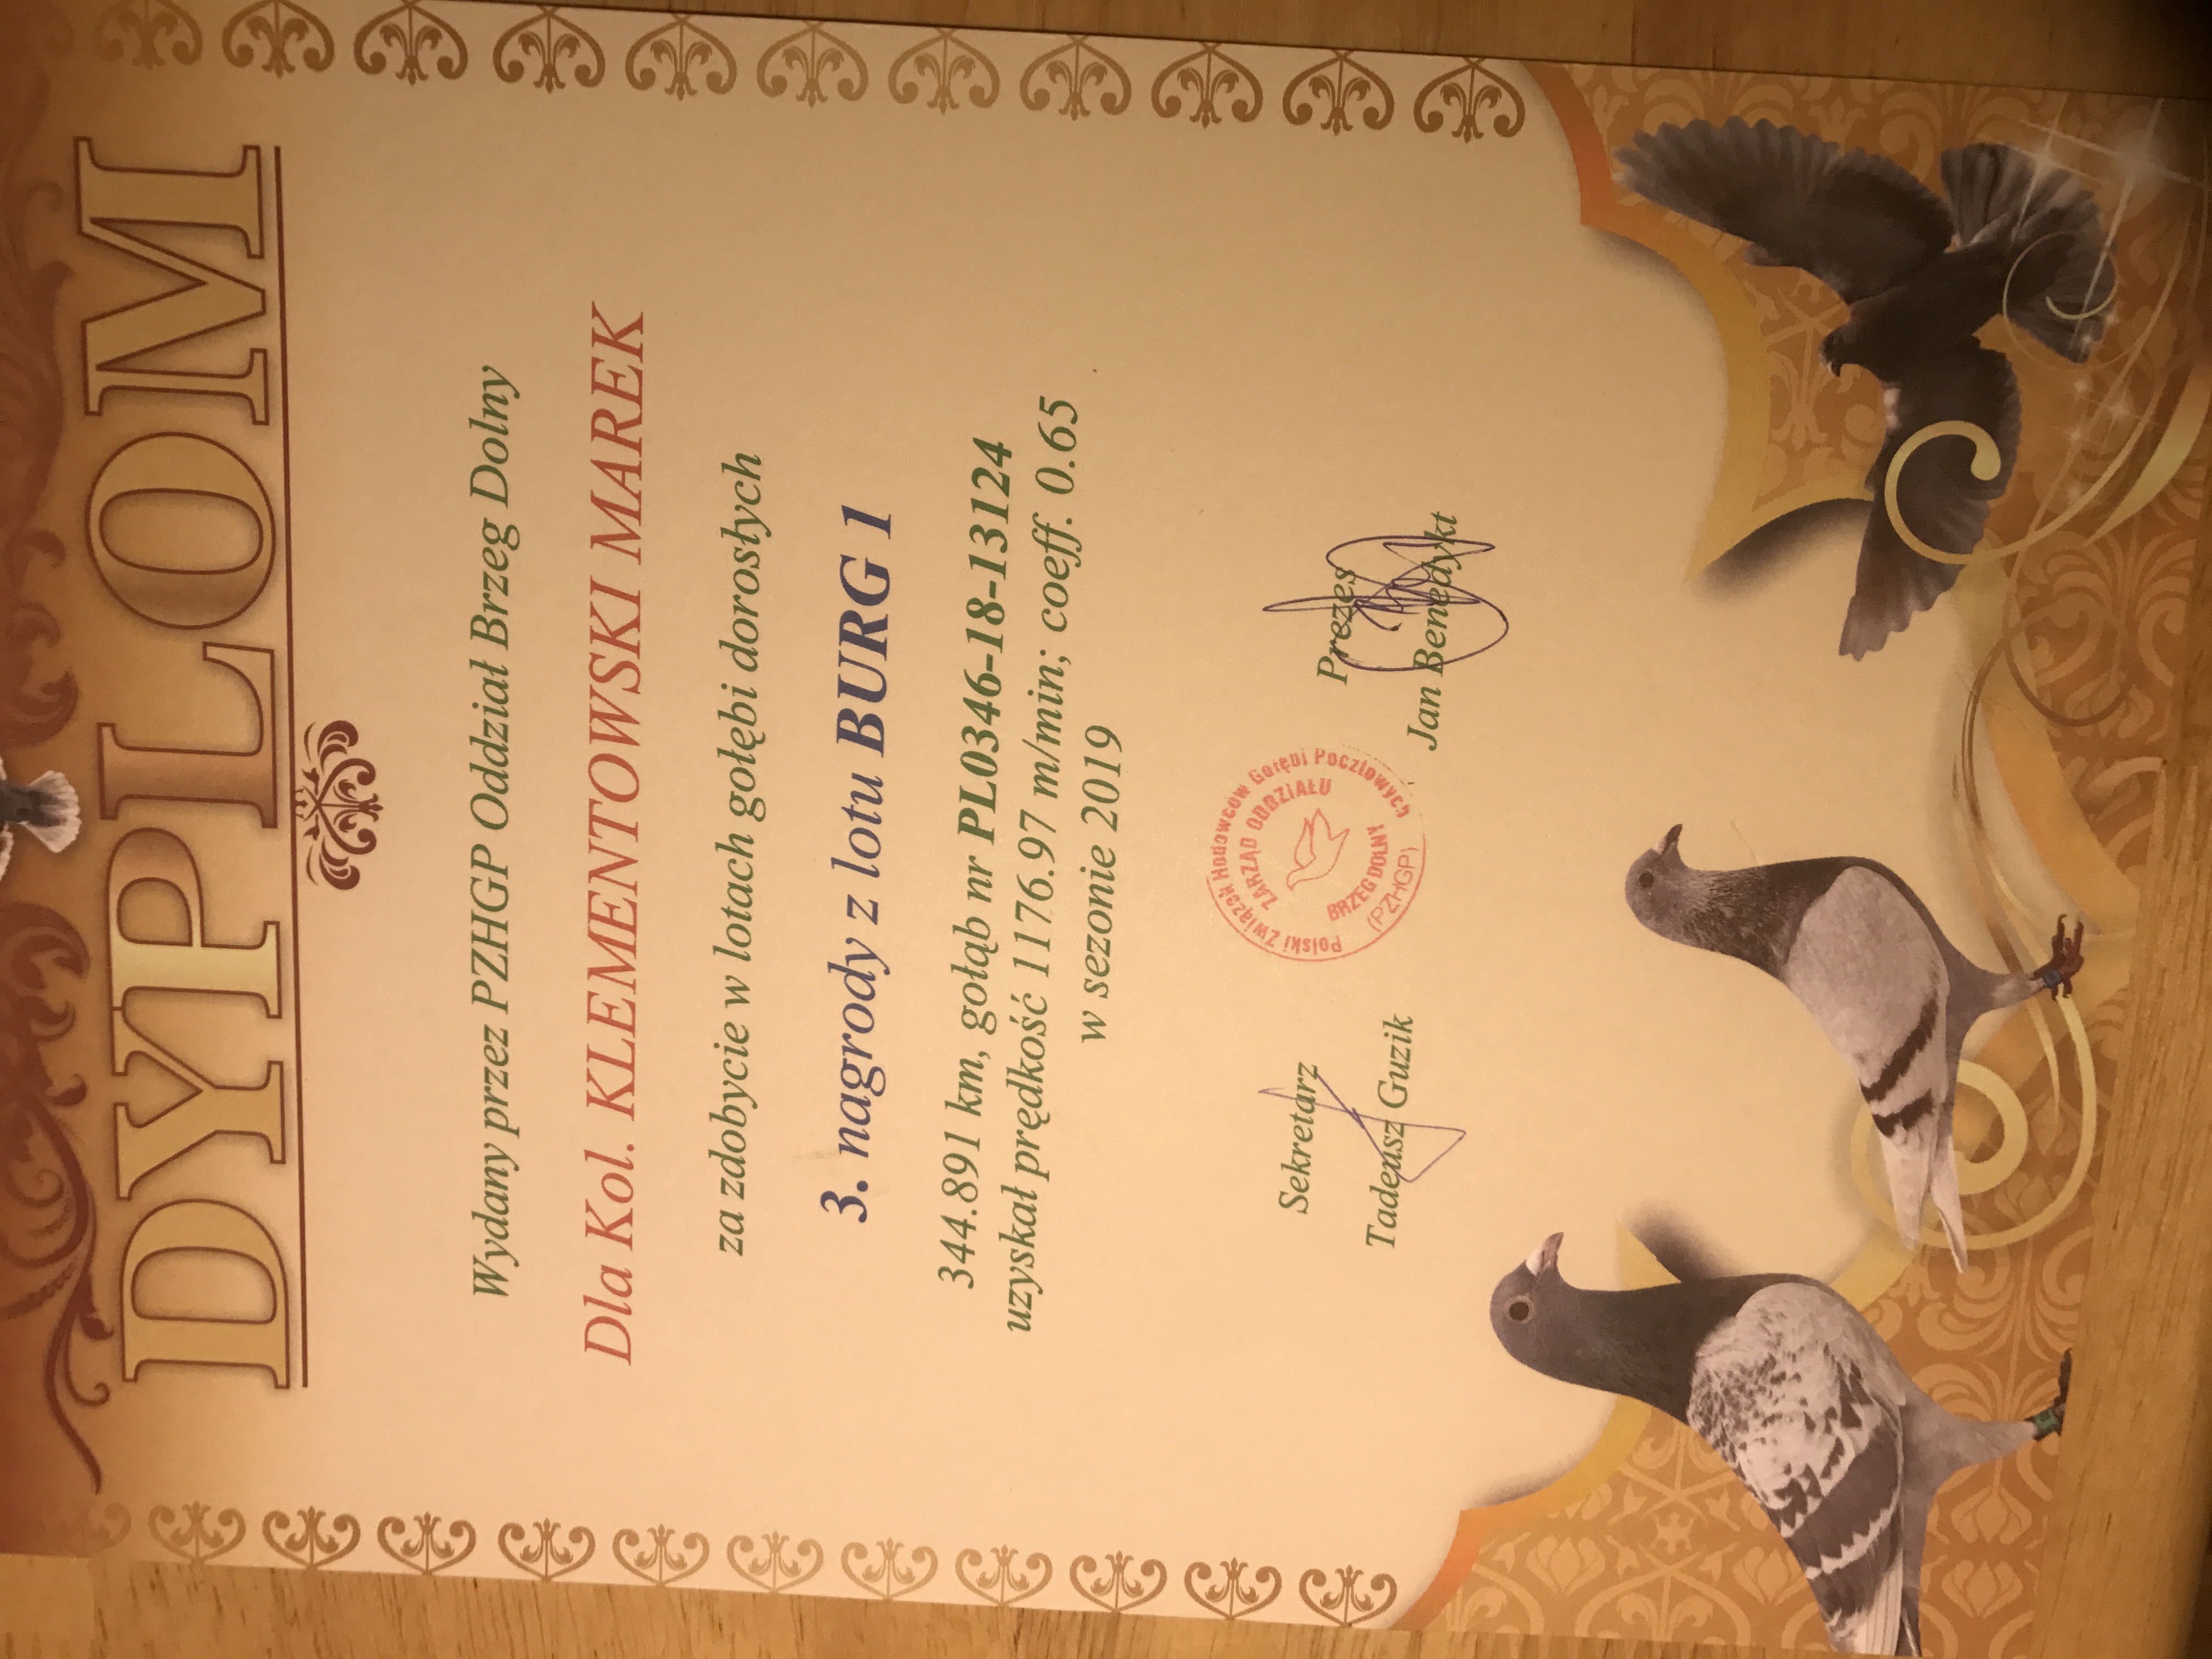 DYPLOM
Wydany przez PZHGP Oddział Brzeg Dolny
Dla Kol. KLEMENTOWSKI MAREK
za zdobycie w lotach gołębi dorosłych
3. nagrody z lotu BURG 1
344.891 km, gołąb nr PL0346-18-13124
uzyskał prędkość 1176.97 m/min; coeff. 0.65
w sezonie 2019
Sekretarz
Tadeusz Guzik
Polski Związek Hodowców Gołębi Pocztowych
ZARZĄD ODDZIAŁU
BRZEG DOLNY
(PZHGP)
Prezes
Jan Benedykt